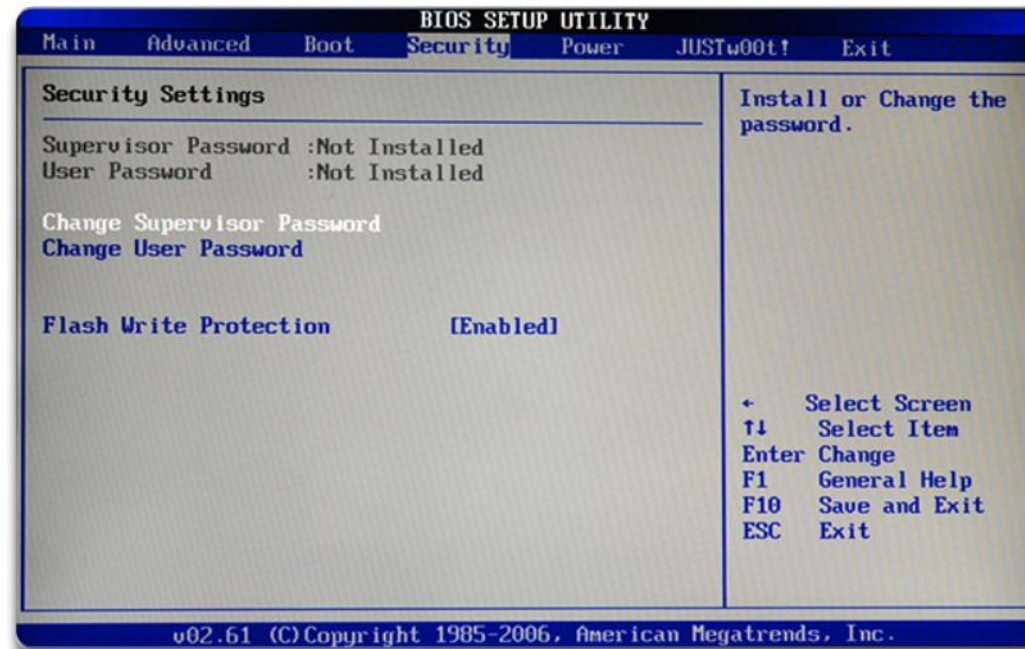 BIOS SETUP UTILITY
Main Advanced Boot Security Power JUSTw00t! Exit
Security Settings
Supervisor Password :Not Installed
User Password :Not Installed
Change Supervisor Password
Change User Password
Flash Write Protection [Enabled]
Install or Change the
password.
← Select Screen
↑↓ Select Item
Enter Change
F1 General Help
F10 Save and Exit
ESC Exit
v02.61 (C)Copyright 1985-2006, American Megatrends, Inc.